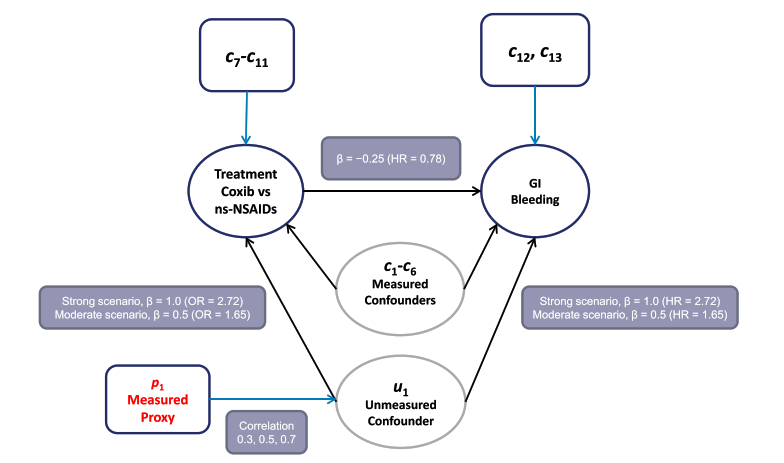 c7-c11
c12, c13
β = −0.25 (HR = 0.78)
Treatment
Coxib vs
ns-NSAIDs
GI
Bleeding
c1-c6
Measured
Confounders
Strong scenario, β = 1.0 (OR = 2.72)
Moderate scenario, β = 0.5 (OR = 1.65)
Strong scenario, β = 1.0 (HR = 2.72)
Moderate scenario, β = 0.5 (HR = 1.65)
p1
Measured
Proxy
u1
Unmeasured
Confounder
Correlation
0.3, 0.5, 0.7